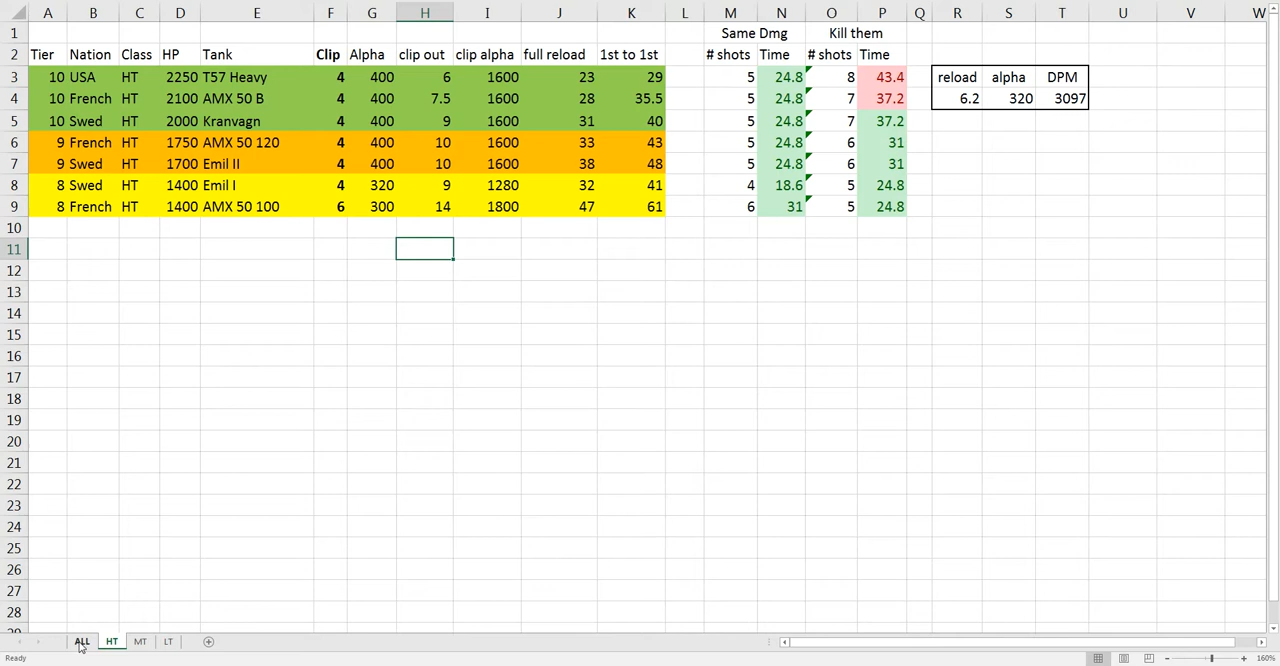 A B C D E F G H I J K L M N O P Q R S T U V W
1 Same Dmg Kill them
2 Tier Nation Class HP Tank Clip Alpha clip out clip alpha full reload 1st to 1st # shots Time # shots Time
3 10 USA HT 2250 T57 Heavy 4 400 6 1600 23 29 5 24.8 8 43.4 reload alpha DPM
4 10 French HT 2100 AMX 50 B 4 400 7.5 1600 28 35.5 5 24.8 7 37.2 6.2 320 3097
5 10 Swed HT 2000 Kranvagn 4 400 9 1600 31 40 5 24.8 7 37.2
6 9 French HT 1750 AMX 50 120 4 400 10 1600 33 43 5 24.8 6 31
7 9 Swed HT 1700 Emil II 4 400 10 1600 38 48 5 24.8 6 31
8 8 Swed HT 1400 Emil I 4 320 9 1280 32 41 4 18.6 5 24.8
9 8 French HT 1400 AMX 50 100 6 300 14 1800 47 61 6 31 5 24.8
10
11
12
13
14
15
16
17
18
19
20
21
22
23
24
25
26
27
28
29
ALL HT MT LT
Ready 160%